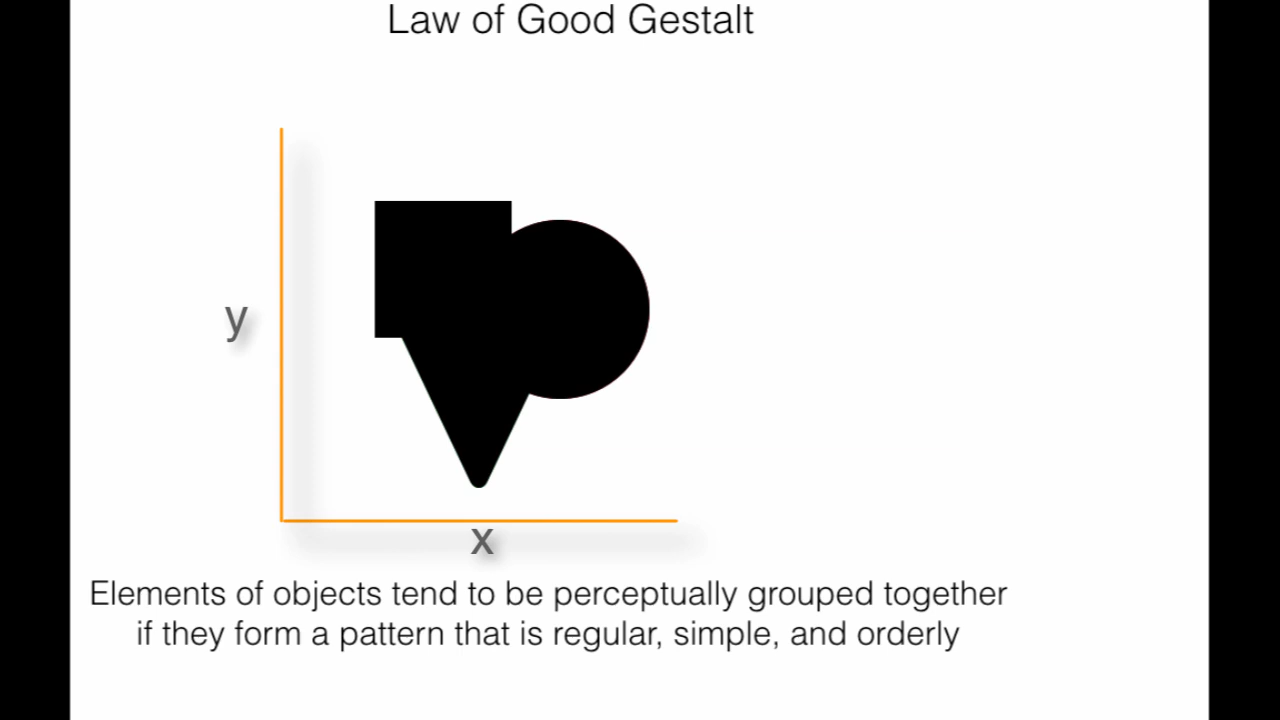 Law of Good Gestalt
y
x
Elements of objects tend to be perceptually grouped together
if they form a pattern that is regular, simple, and orderly